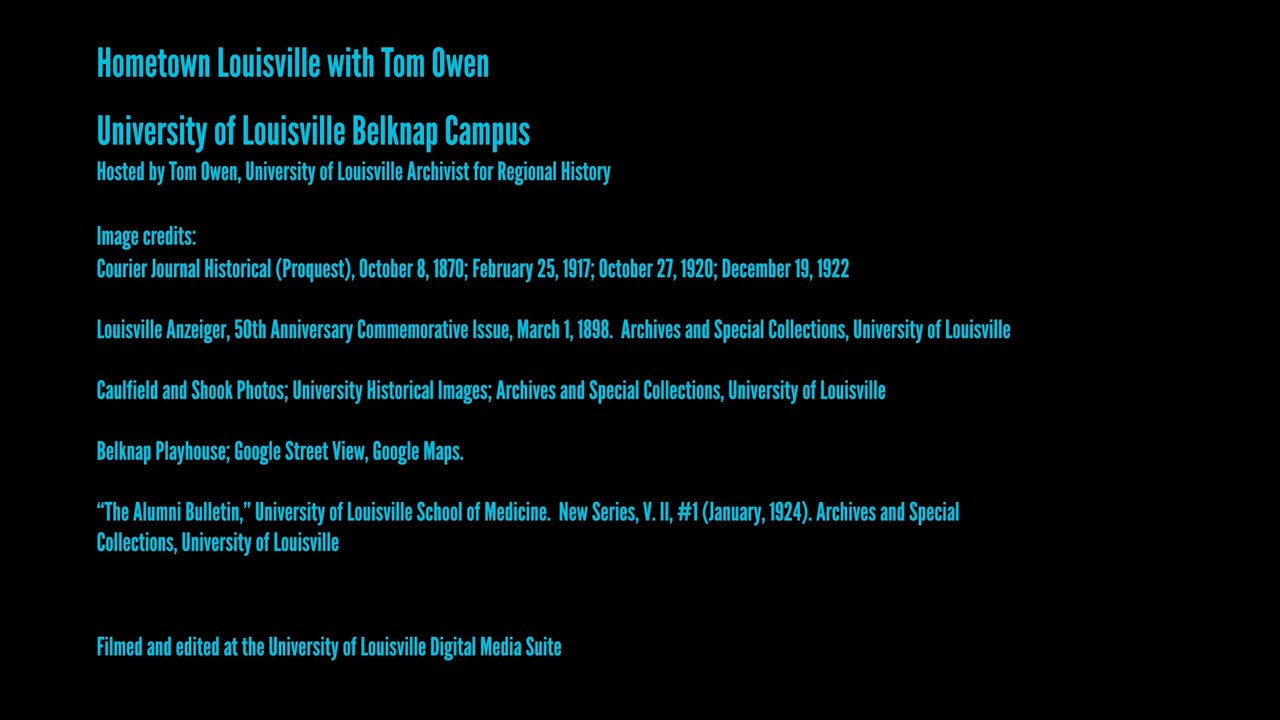 Hometown Louisville with Tom Owen
University of Louisville Belknap Campus
Hosted by Tom Owen, University of Louisville Archivist for Regional History
Image credits:
Courier Journal Historical (Proquest), October 8, 1870; February 25, 1917; October 27, 1920; December 19, 1922
Louisville Anzeiger, 50th Anniversary Commemorative Issue, March 1, 1898.  Archives and Special Collections, University of Louisville
Caulfield and Shook Photos; University Historical Images; Archives and Special Collections, University of Louisville
Belknap Playhouse; Google Street View, Google Maps.
“The Alumni Bulletin,” University of Louisville School of Medicine.  New Series, V. II, #1 (January, 1924). Archives and Special
Collections, University of Louisville
Filmed and edited at the University of Louisville Digital Media Suite